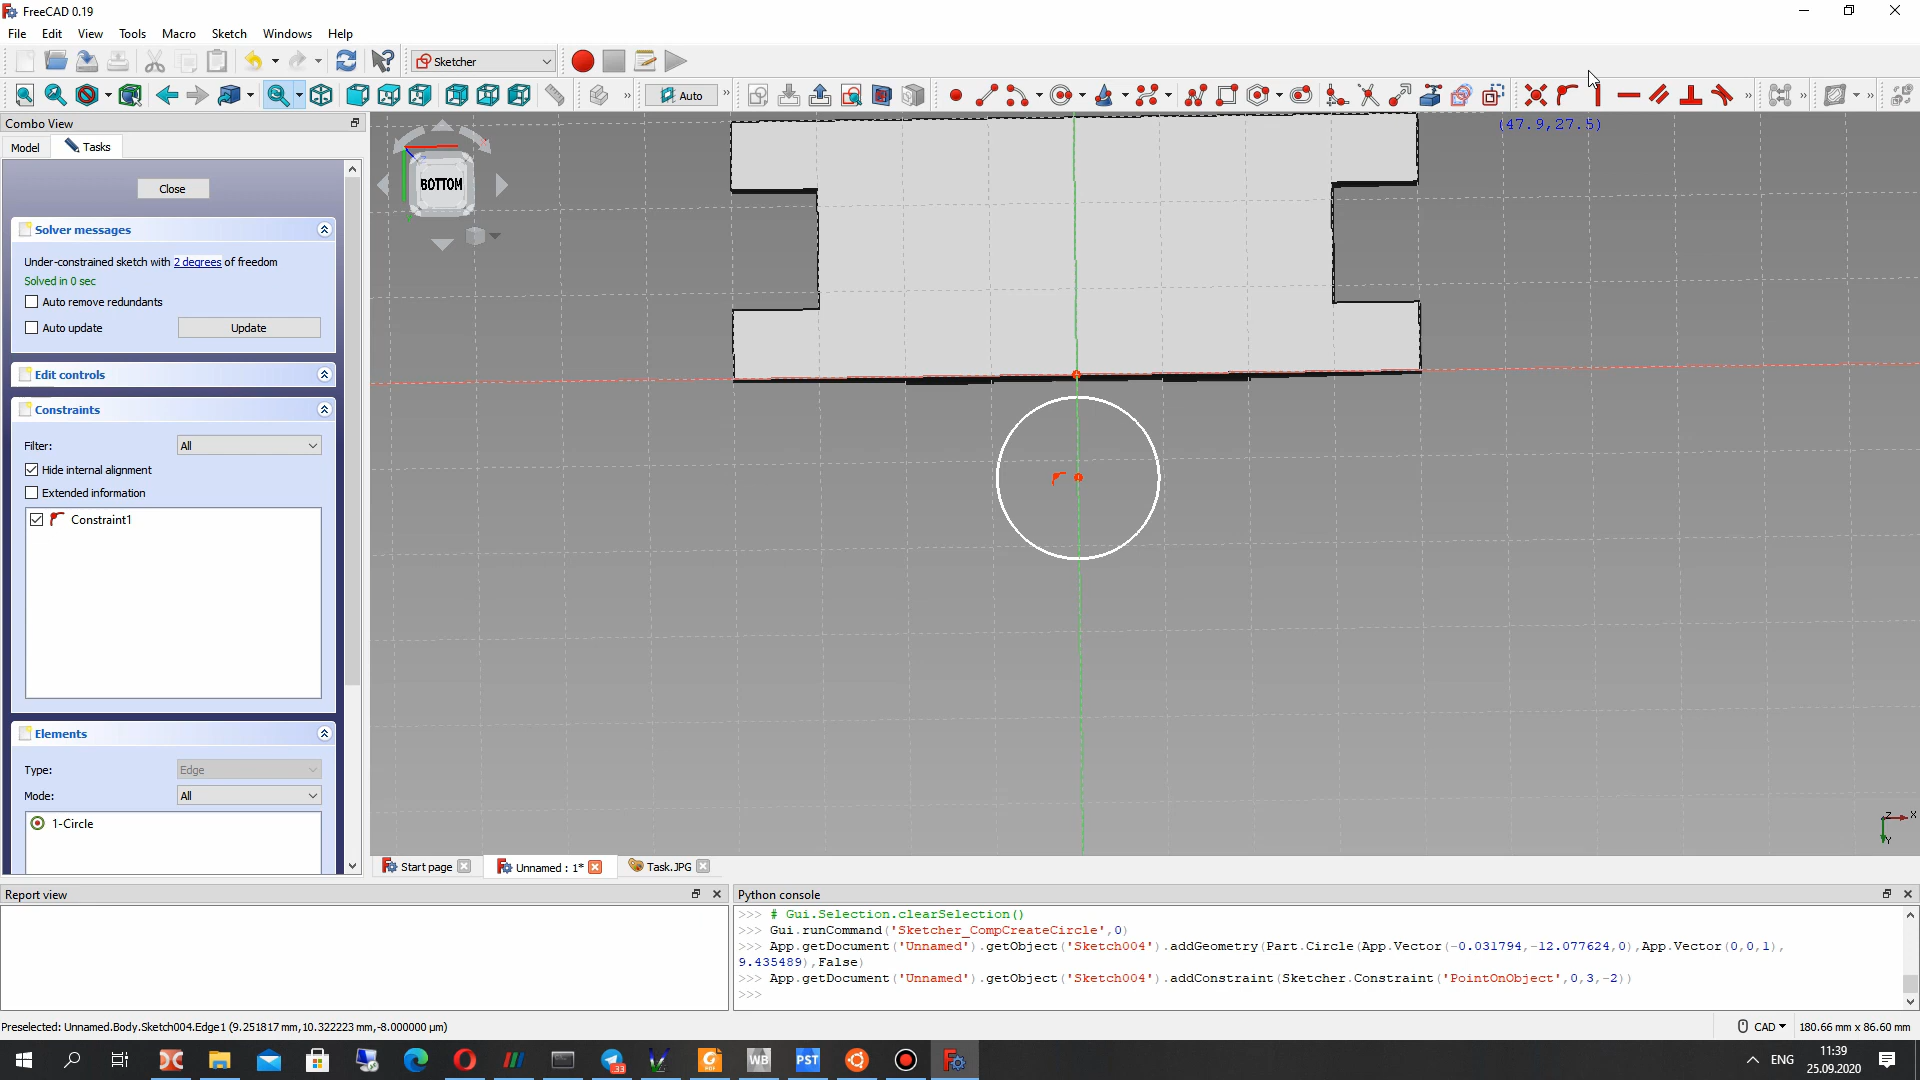 FreeCAD 0.19
File Edit View Tools Macro Sketch Windows Help
Sketcher
Auto
Combo View
Model Tasks
Close
Solver messages
Under-constrained sketch with 2 degrees of freedom
Solved in 0 sec
Auto remove redundants
Auto update Update
Edit controls
Constraints
Filter: All
Hide internal alignment
Extended information
Constraint1
Elements
Type: Edge
Mode: All
1-Circle
(47.9,27.5)
BOTTOM
Z X
Y
Start page Unnamed : 1* Task.JPG
Report view
Python console
>>> # Gui.Selection.clearSelection()
>>> Gui.runCommand('Sketcher_CompCreateCircle',0)
>>> App.getDocument('Unnamed').getObject('Sketch004').addGeometry(Part.Circle(App.Vector(-0.031794,-12.077624,0),App.Vector(0,0,1),
9.435489),False)
>>> App.getDocument('Unnamed').getObject('Sketch004').addConstraint(Sketcher.Constraint('PointOnObject',0,3,-2))
>>>
Preselected: Unnamed.Body.Sketch004.Edge1 (9.251817 mm,10.322223 mm,-8.000000 µm)
CAD 180.66 mm x 86.60 mm
33
WB
PST
ENG
11:39
25.09.2020